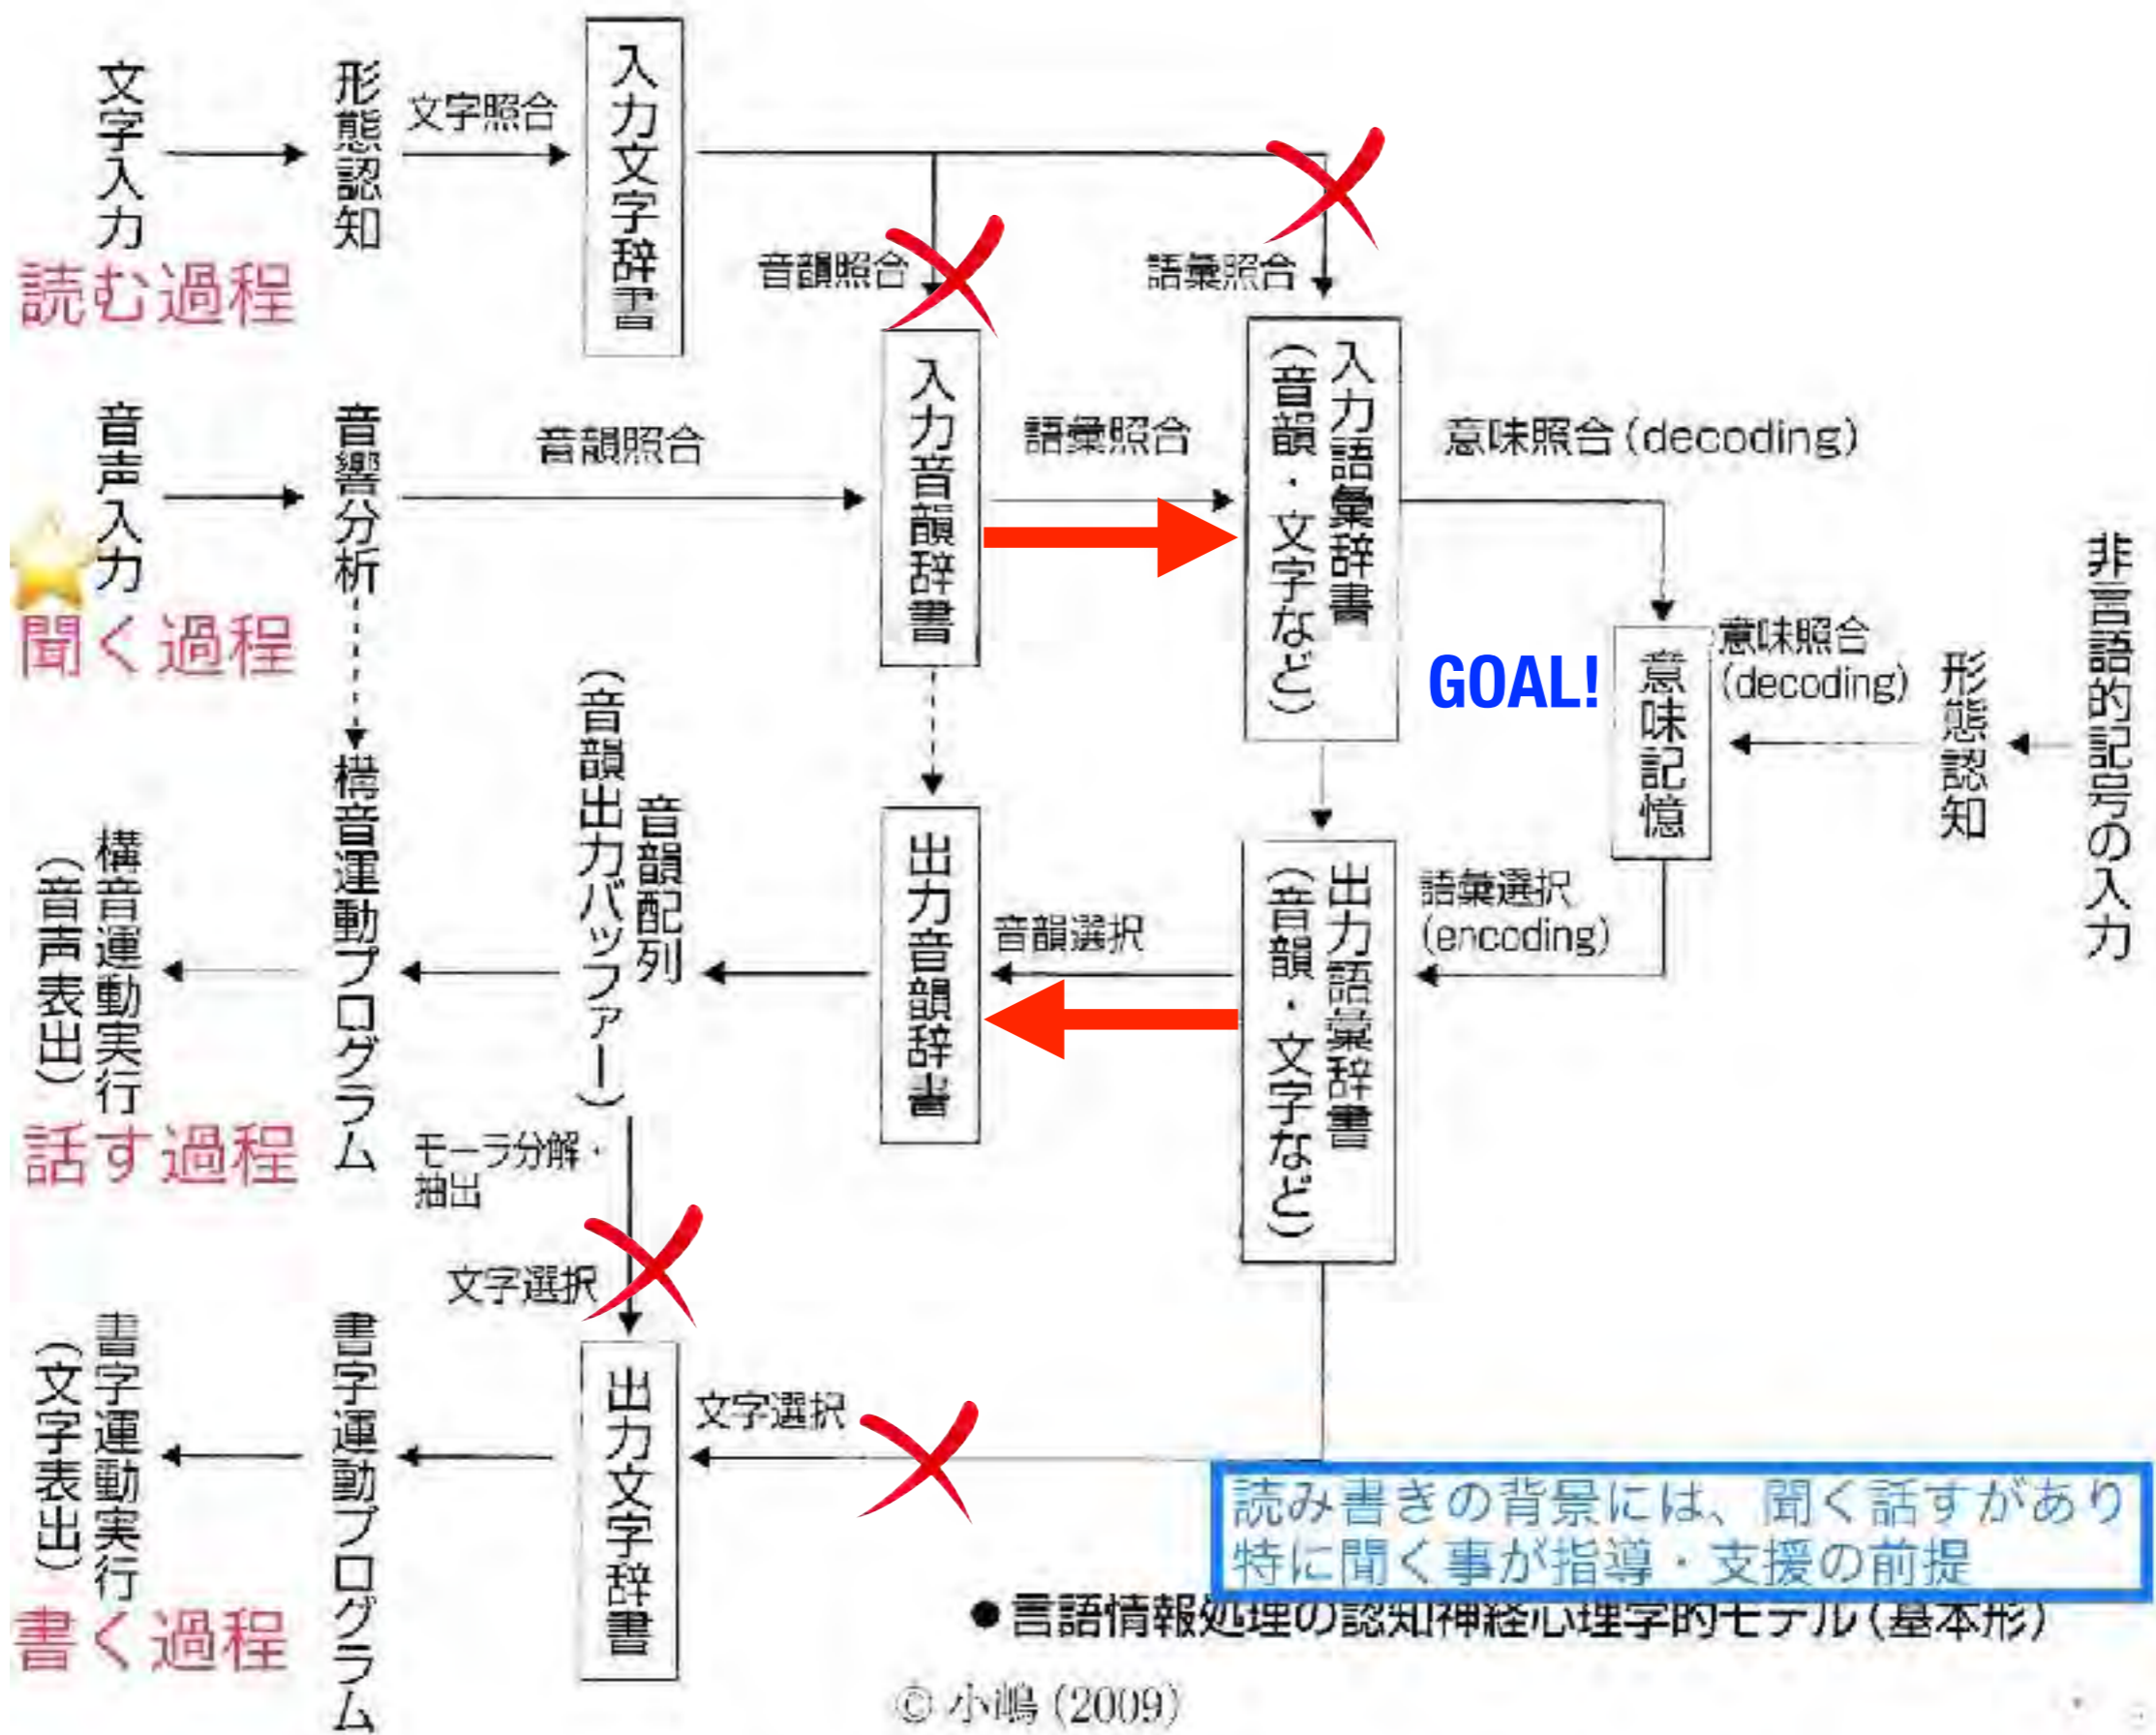 文字入力
形態認知
文字照合
入力文字辞書
読む過程
音韻照合
語彙照合
音声入力
音響分析
音韻照合
入力音韻辞書
語彙照合
入力語彙辞書
(音韻・文字など)
意味照合(decoding)
聞く過程
GOAL!
意味記憶
意味照合
(decoding)
形態認知
非言語的記号の入力
構音運動実行
(音声表出)
構音運動プログラム
音韻配列
(音韻出力バッファー)
出力音韻辞書
音韻選択
出力語彙辞書
(音韻・文字など)
語彙選択
(encoding)
話す過程
モーラ分解・
抽出
文字選択
書字運動実行
(文字表出)
書字運動プログラム
出力文字辞書
文字選択
書く過程
読み書きの背景には、聞く話すがあり
特に聞く事が指導・支援の前提
●言語情報処理の認知神経心理学的モデル(基本形)
© 小嶋 (2009)